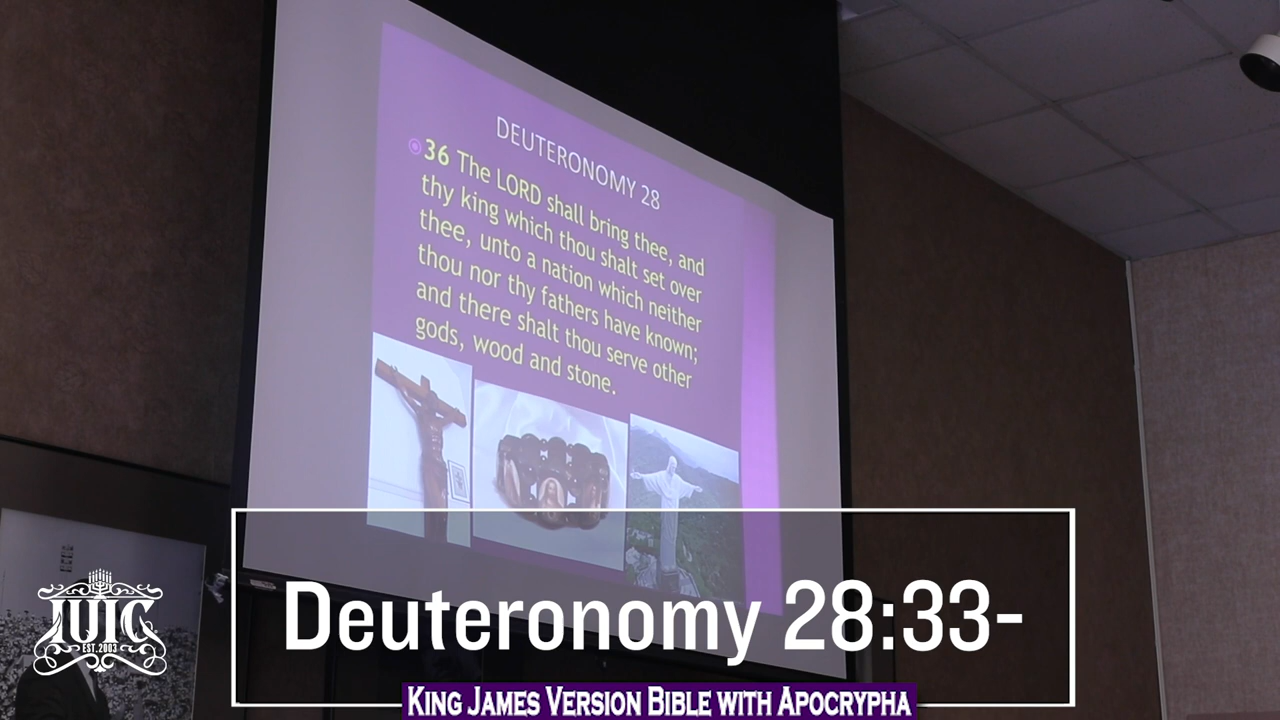 DEUTERONOMY 28
36 The LORD shall bring thee, and
thy king which thou shalt set over
thee, unto a nation which neither
thou nor thy fathers have known;
and there shalt thou serve other
gods, wood and stone.
Deuteronomy 28:33-
IUIC
EST. 2003
KING JAMES VERSION BIBLE WITH APOCRYPHA